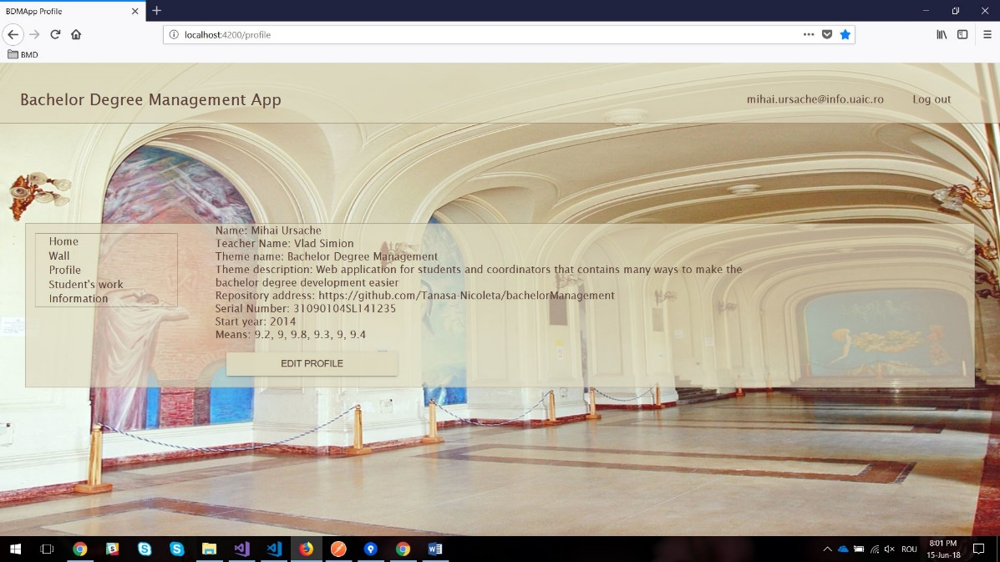 BDMApp Profile
localhost:4200/profile
BMD
Bachelor Degree Management App
mihai.ursache@info.uaic.ro
Log out
Home
Wall
Profile
Student's work
Information
Name: Mihai Ursache
Teacher Name: Vlad Simion
Theme name: Bachelor Degree Management
Theme description: Web application for students and coordinators that contains many ways to make the
bachelor degree development easier
Repository address: https://github.com/Tanasa-Nicoleta/bachelorManagement
Serial Number: 31090104SL141235
Start year: 2014
Means: 9.2, 9, 9.8, 9.3, 9, 9.4
EDIT PROFILE
ROU
8:01 PM
15-Jun-18